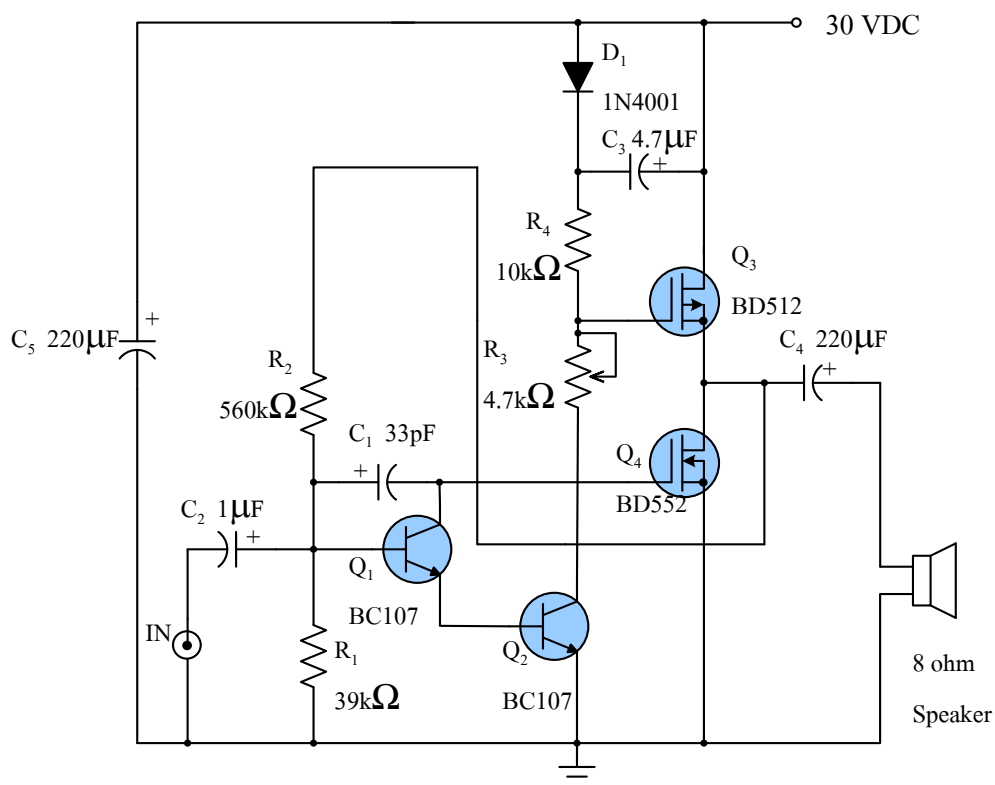 30 VDC
D₁
1N4001
C₃ 4.7µF
+
R₄
10kΩ
Q₃
BD512
+
C₅ 220µF
C₄ 220µF
+
R₃
4.7kΩ
R₂
560kΩ
C₁ 33pF
+
Q₄
BD552
C₂ 1µF
+
Q₁
BC107
IN
R₁
39kΩ
Q₂
BC107
8 ohm
Speaker